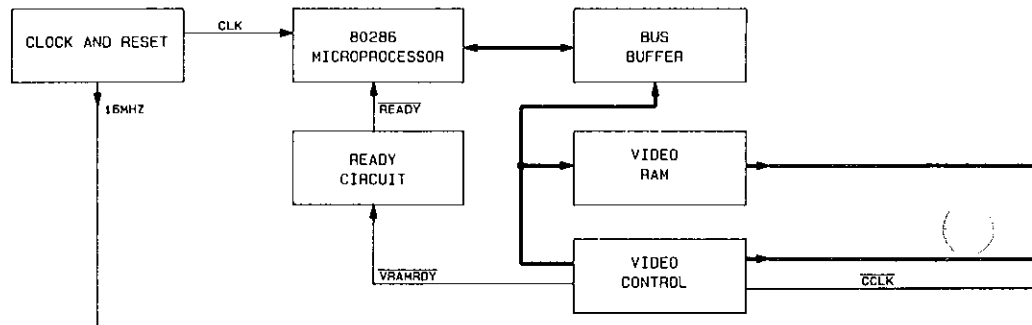 CLK
CLOCK AND RESET
80286
MICROPROCESSOR
BUS
BUFFER
16MHZ
READY
READY
CIRCUIT
VIDEO
RAM
VRAMRDY
VIDEO
CONTROL
CCLK